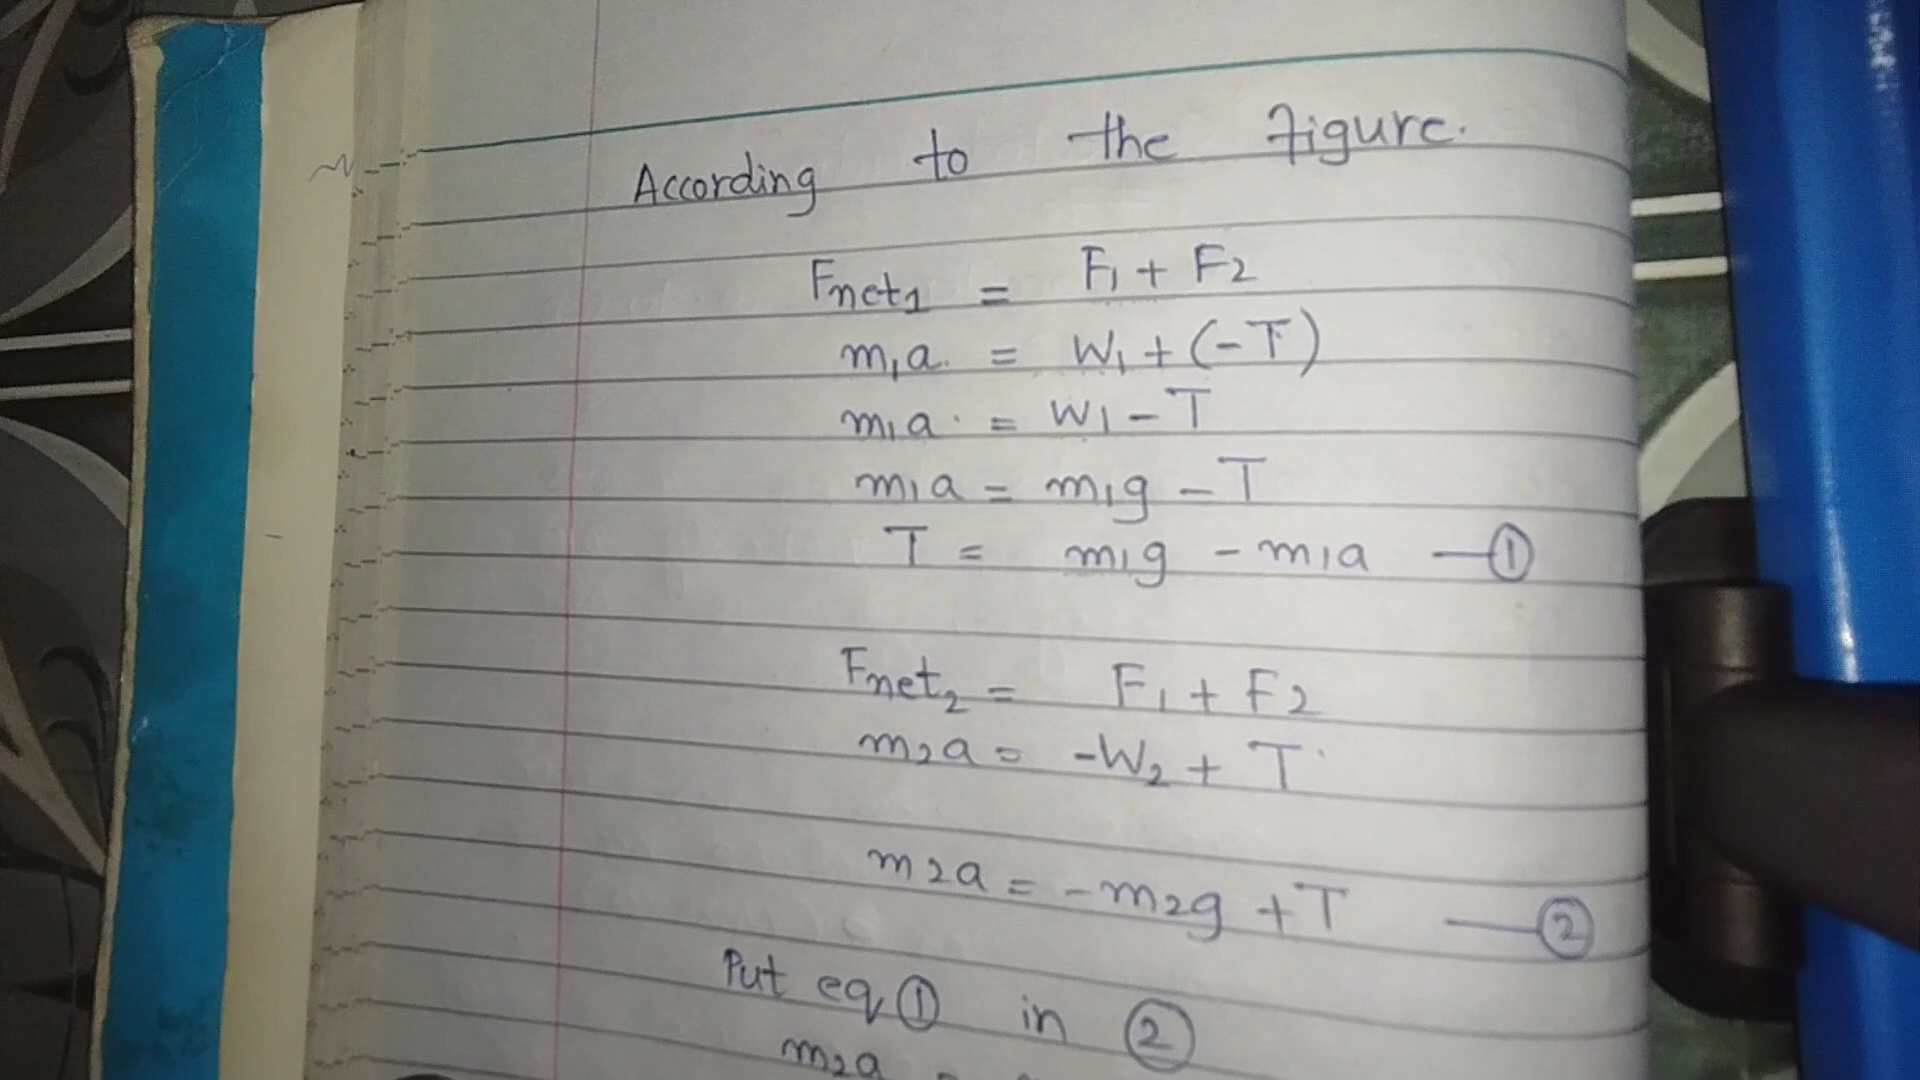 According to the figure.
Fnet1 = F1 + F2
m1a = W1 + (-T)
m1a = W1 - T
m1a = m1g - T
T = m1g - m1a —①
Fnet2 = F1 + F2
m2a = -W2 + T
m2a = -m2g + T —②
Put eq ① in ②
m2a